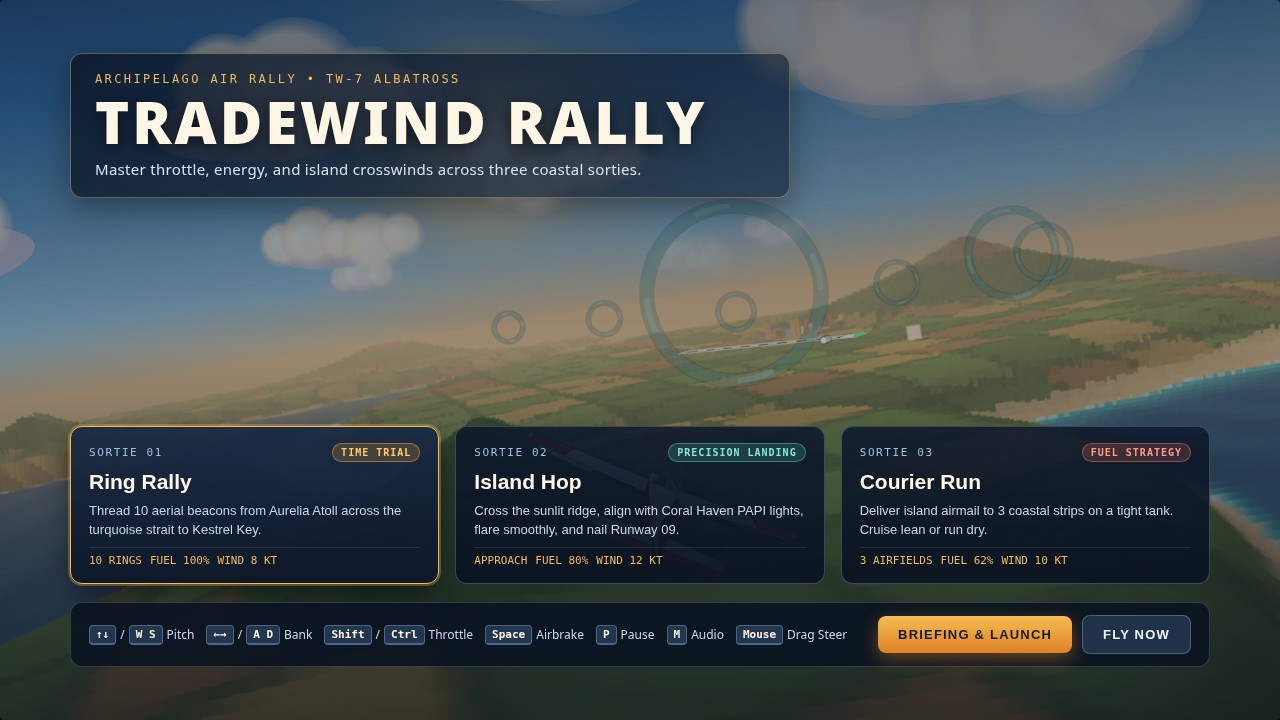 ARCHIPELAGO AIR RALLY • TW-7 ALBATROSS
TRADEWIND RALLY
Master throttle, energy, and island crosswinds across three coastal sorties.
SORTIE 01 TIME TRIAL
Ring Rally
Thread 10 aerial beacons from Aurelia Atoll across the
turquoise strait to Kestrel Key.
10 RINGS FUEL 100% WIND 8 KT
SORTIE 02 PRECISION LANDING
Island Hop
Cross the sunlit ridge, align with Coral Haven PAPI lights,
flare smoothly, and nail Runway 09.
APPROACH FUEL 80% WIND 12 KT
SORTIE 03 FUEL STRATEGY
Courier Run
Deliver island airmail to 3 coastal strips on a tight tank.
Cruise lean or run dry.
3 AIRFIELDS FUEL 62% WIND 10 KT
↑↓ / W S Pitch ←→ / A D Bank Shift / Ctrl Throttle Space Airbrake P Pause M Audio Mouse Drag Steer BRIEFING & LAUNCH FLY NOW